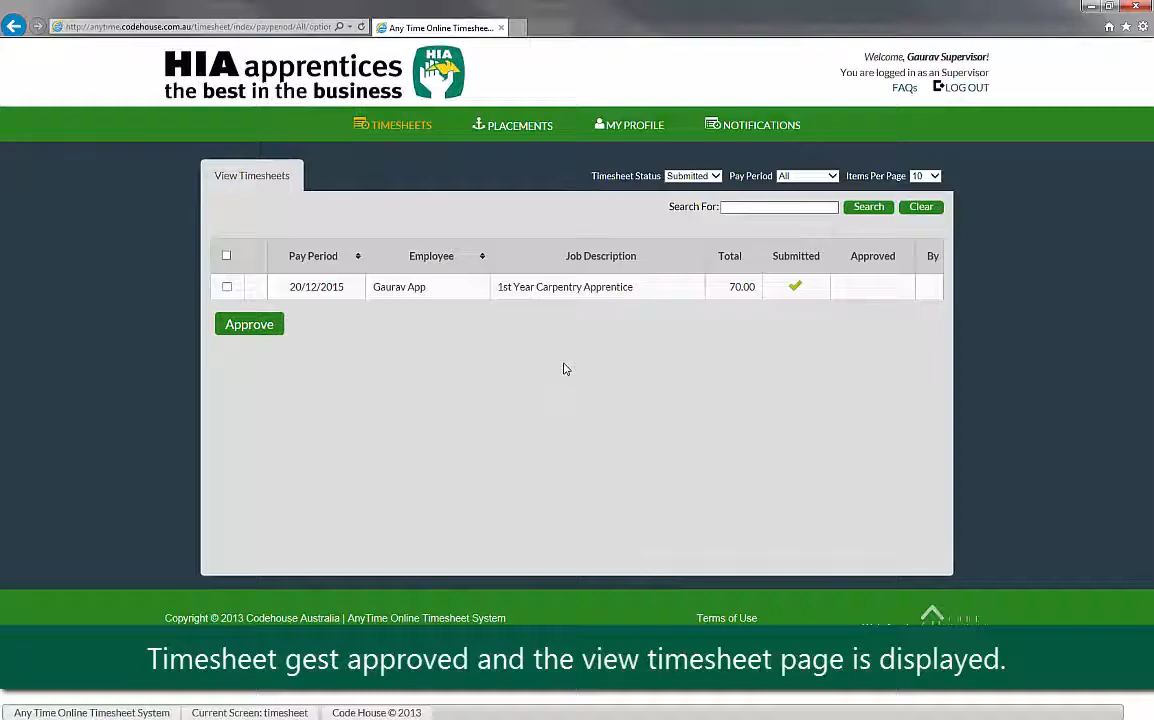 http://anytime.codehouse.com.au/timesheet/index/payperiod/All/option
Any Time Online Timeshee...
HIA apprentices
the best in the business
HIA
Welcome, Gaurav Supervisor!
You are logged in as an Supervisor
FAQs LOG OUT
TIMESHEETS PLACEMENTS MY PROFILE NOTIFICATIONS
View Timesheets
Timesheet Status Submitted Pay Period All Items Per Page 10
Search For: Search Clear
Pay Period Employee Job Description Total Submitted Approved By
20/12/2015 Gaurav App 1st Year Carpentry Apprentice 70.00
Approve
Copyright © 2013 Codehouse Australia | AnyTime Online Timesheet System Terms of Use
Timesheet gest approved and the view timesheet page is displayed.
Any Time Online Timesheet System Current Screen: timesheet Code House © 2013